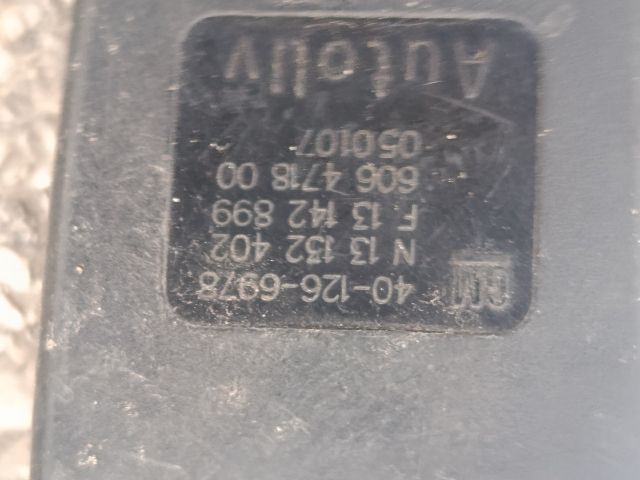 GM 40-126-6978
N 13 132 402
F 13 142 899
606 4718 00
050107
Autoliv